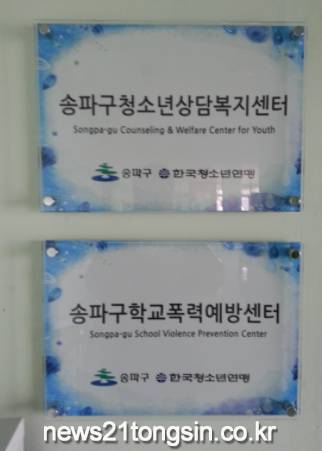 송파구청소년상담복지센터
Songpa-gu Counseling & Welfare Center for Youth
송파구 한국청소년연맹
송파구학교폭력예방센터
Songpa-gu School Violence Prevention Center
송파구 한국청소년연맹
news21tongsin.co.kr